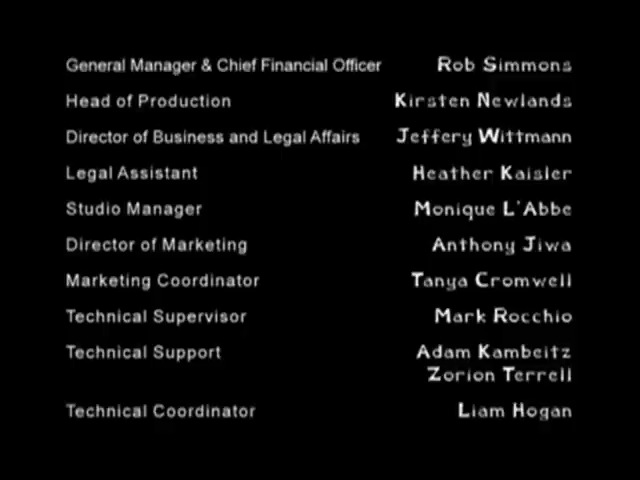 General Manager & Chief Financial Officer Rob Simmons
Head of Production Kirsten Newlands
Director of Business and Legal Affairs Jeffery Wittmann
Legal Assistant Heather Kaisler
Studio Manager Monique L'Abbe
Director of Marketing Anthony Jiwa
Marketing Coordinator Tanya Cromwell
Technical Supervisor Mark Rocchio
Technical Support Adam Kambeitz
Zorion Terrell
Technical Coordinator Liam Hogan